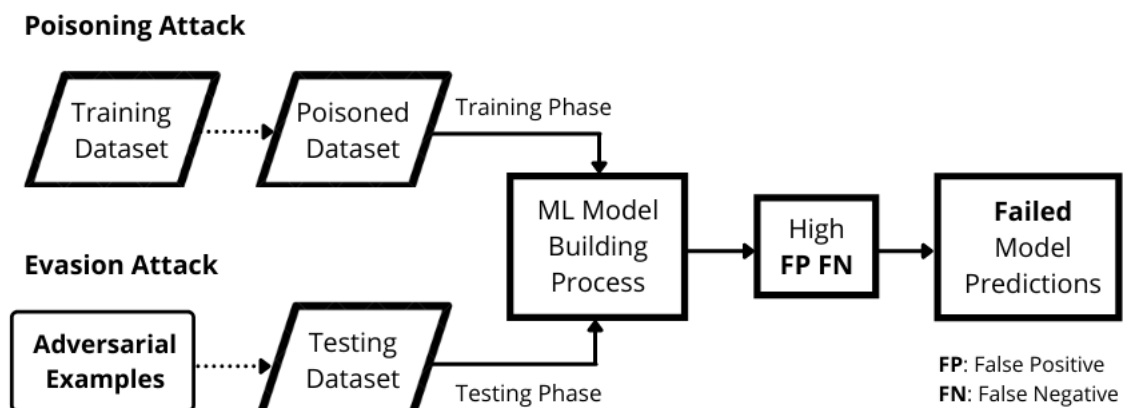 Poisoning Attack
Training
Dataset
Poisoned
Dataset
Training Phase
ML Model
Building
Process
High
FP FN
Failed
Model
Predictions
Evasion Attack
Adversarial
Examples
Testing
Dataset
Testing Phase
FP: False Positive
FN: False Negative